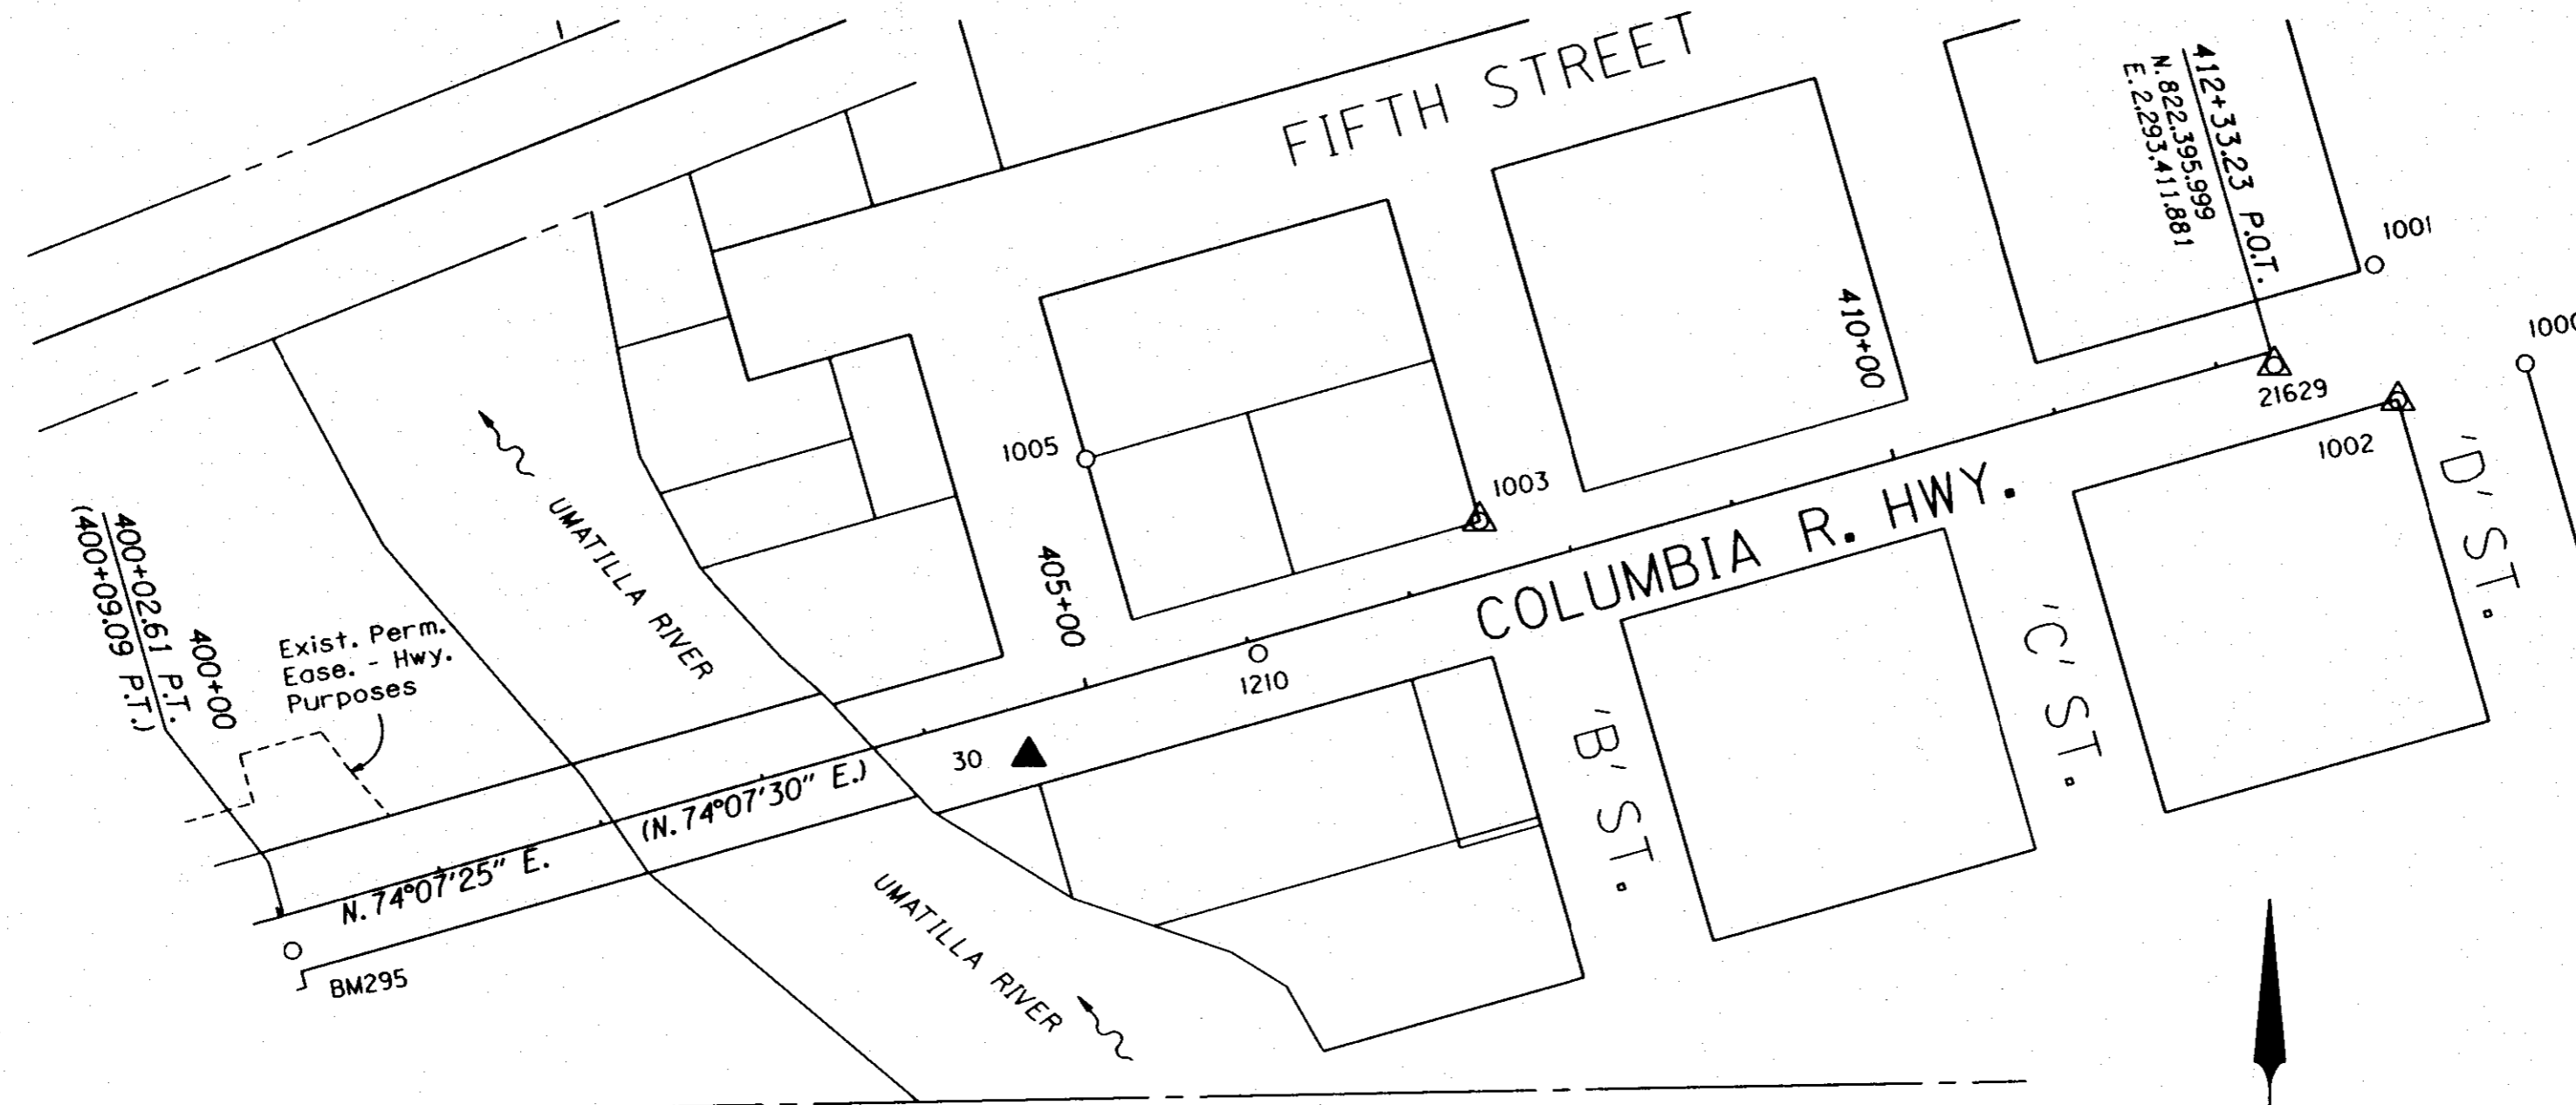 FIFTH STREET
412+33.23 P.O.T.
N. 822,395.999
E. 2,293,411.881
1001
1000
410+00
21629
1002
'D' ST.
1005
1003
UMATILLA RIVER
COLUMBIA R. HWY.
405+00
400+02.61 P.T.
(400+09.09 P.T.)
400+00
Exist. Perm.
Ease. - Hwy.
Purposes
1210
'C' ST.
30
'B' ST.
(N. 74°07'30" E.)
N. 74°07'25" E.
UMATILLA RIVER
BM295